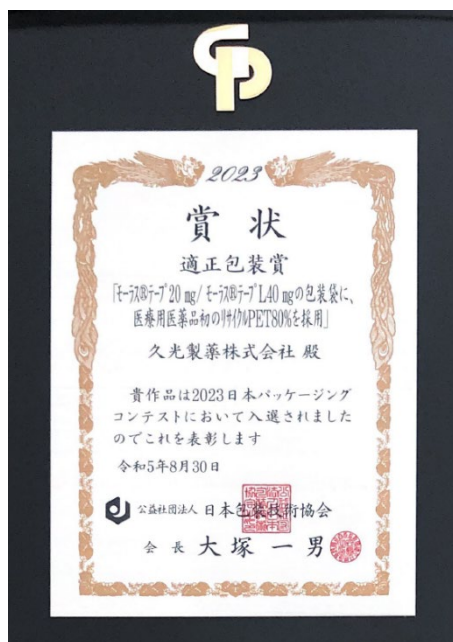 2023
賞状
適正包装賞
「モーラス®テープ20 mg/モーラス®テープL40 mgの包装袋に、
医療用医薬品初のリサイクルPET80%を採用」
久光製薬株式会社 殿
貴作品は2023日本パッケージング
コンテストにおいて入選されました
のでこれを表彰します
令和5年8月30日
公益社団法人 日本包装技術協会
会長 大塚一男